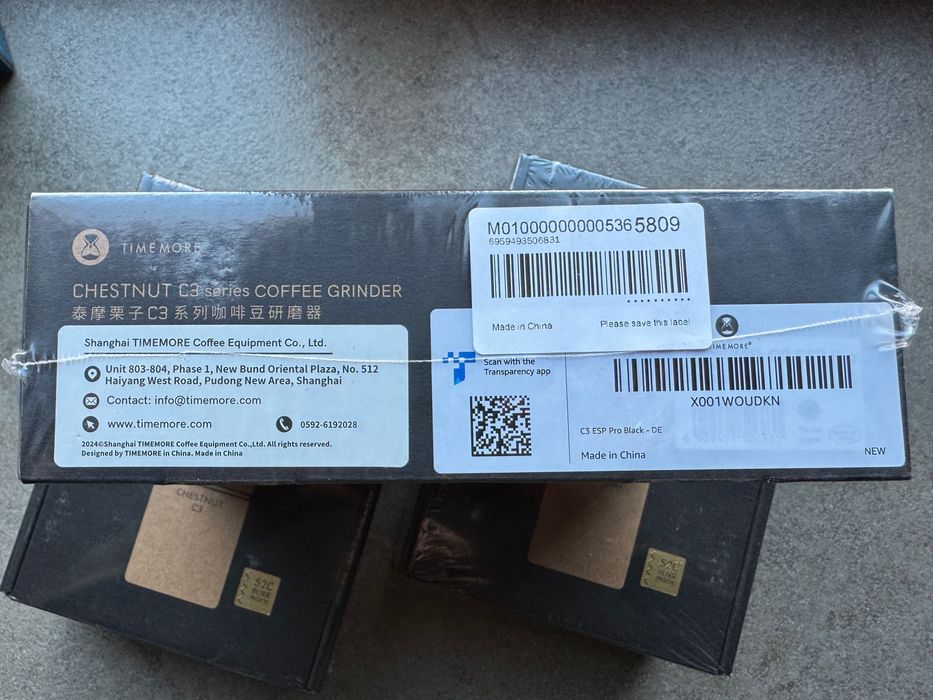 TIMEMORE®
CHESTNUT C3 series COFFEE GRINDER
泰摩栗子C3系列咖啡豆研磨器
Shanghai TIMEMORE Coffee Equipment Co., Ltd.
Unit 803-804, Phase 1, New Bund Oriental Plaza, No. 512
Haiyang West Road, Pudong New Area, Shanghai
Contact: info@timemore.com
www.timemore.com
0592-6192028
2024©Shanghai TIMEMORE Coffee Equipment Co.,Ltd. All rights reserved.
Designed by TIMEMORE in China. Made in China
M010000000005365809
6959493506831
Made in China
Please save this label
Scan with the
Transparency app
TIMEMORE®
X001WOUDKN
C3 ESP Pro Black - DE
Made in China
NEW
CHESTNUT
C3
S2C
S2C